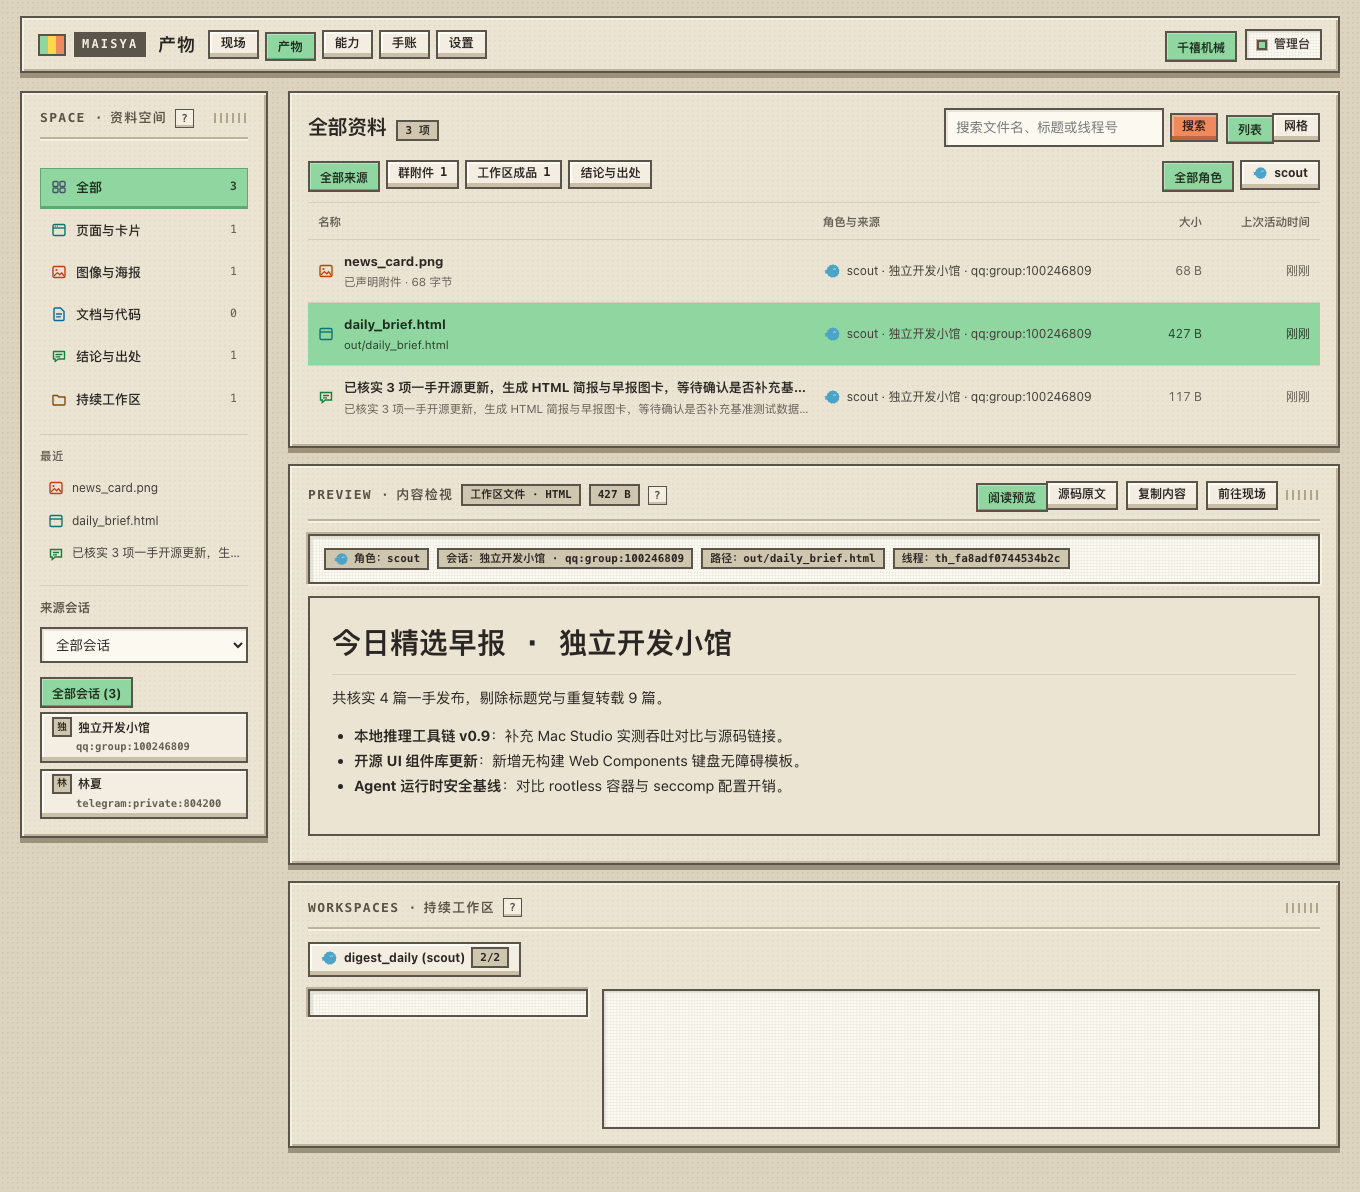 MAISYA 产物 现场 产物 能力 手账 设置 千禧机械 管理台
SPACE · 资料空间 ?
全部 3
页面与卡片 1
图像与海报 1
文档与代码 0
结论与出处 1
持续工作区 1
最近
news_card.png
daily_brief.html
已核实 3 项一手开源更新，生...
来源会话
全部会话
全部会话 (3)
独 独立开发小馆
qq:group:100246809
林 林夏
telegram:private:804200
全部资料 3 项 搜索文件名、标题或线程号 搜索 列表 网格
全部来源 群附件 1 工作区成品 1 结论与出处 全部角色 scout
名称 角色与来源 大小 上次活动时间
news_card.png
已声明附件 · 68 字节
scout · 独立开发小馆 · qq:group:100246809 68 B 刚刚
daily_brief.html
out/daily_brief.html
scout · 独立开发小馆 · qq:group:100246809 427 B 刚刚
已核实 3 项一手开源更新，生成 HTML 简报与早报图卡，等待确认是否补充基...
已核实 3 项一手开源更新，生成 HTML 简报与早报图卡，等待确认是否补充基准测试数据...
scout · 独立开发小馆 · qq:group:100246809 117 B 刚刚
PREVIEW · 内容检视 工作区文件 · HTML 427 B ? 阅读预览 源码原文 复制内容 前往现场
角色: scout 会话: 独立开发小馆 · qq:group:100246809 路径: out/daily_brief.html 线程: th_fa8adf0744534b2c
今日精选早报 · 独立开发小馆
共核实 4 篇一手发布，剔除标题党与重复转载 9 篇。
• 本地推理工具链 v0.9：补充 Mac Studio 实测吞吐对比与源码链接。
• 开源 UI 组件库更新：新增无构建 Web Components 键盘无障碍模板。
• Agent 运行时安全基线：对比 rootless 容器与 seccomp 配置开销。
WORKSPACES · 持续工作区 ?
digest_daily (scout) 2/2